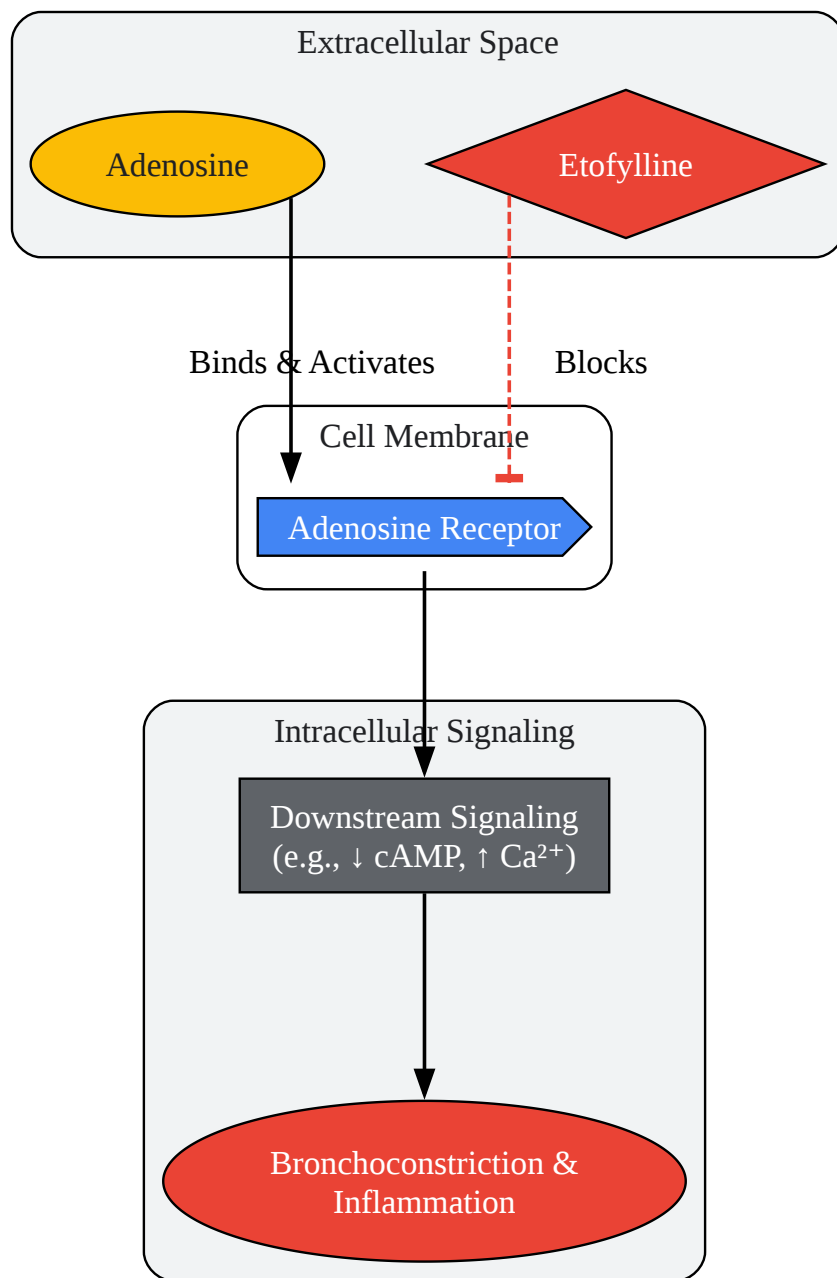 Extracellular Space
Adenosine
Etofylline
Binds & Activates
Blocks
Cell Membrane
Adenosine Receptor
Intracellular Signaling
Downstream Signaling
(e.g., ↓ cAMP, ↑ Ca²⁺)
Bronchoconstriction &
Inflammation